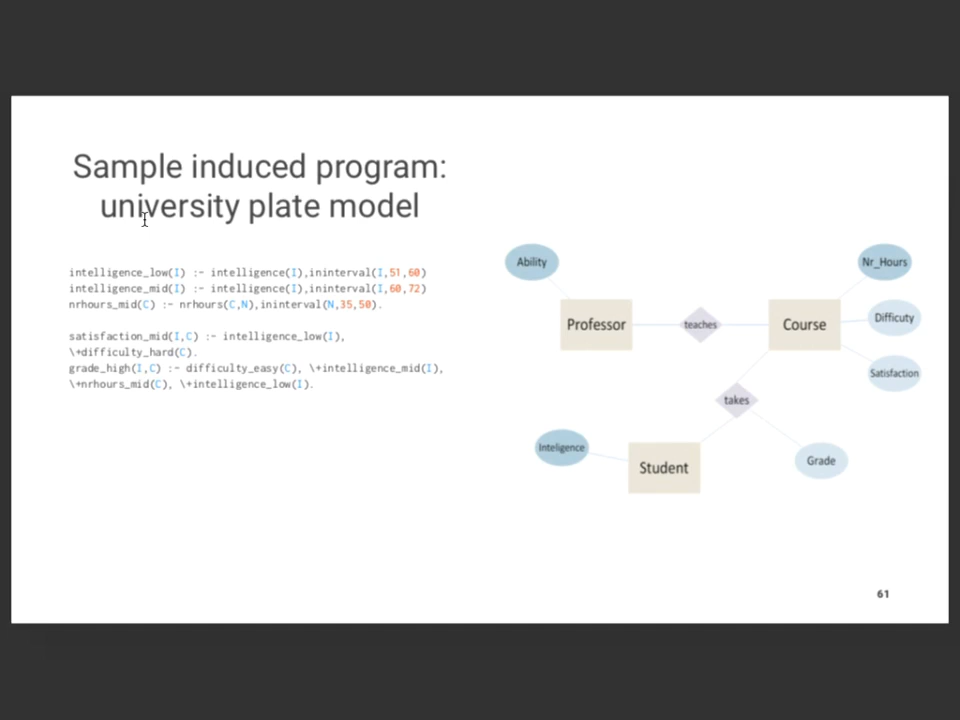 Sample induced program:
university plate model
intelligence_low(I) :- intelligence(I),ininterval(I,51,60)
intelligence_mid(I) :- intelligence(I),ininterval(I,60,72)
nrhours_mid(C) :- nrhours(C,N),ininterval(N,35,50).
satisfaction_mid(I,C) :- intelligence_low(I),
\+difficulty_hard(C).
grade_high(I,C) :- difficulty_easy(C), \+intelligence_mid(I),
\+nrhours_mid(C), \+intelligence_low(I).
Ability
Nr_Hours
Professor
teaches
Course
Difficuty
Satisfaction
takes
Inteligence
Student
Grade
61